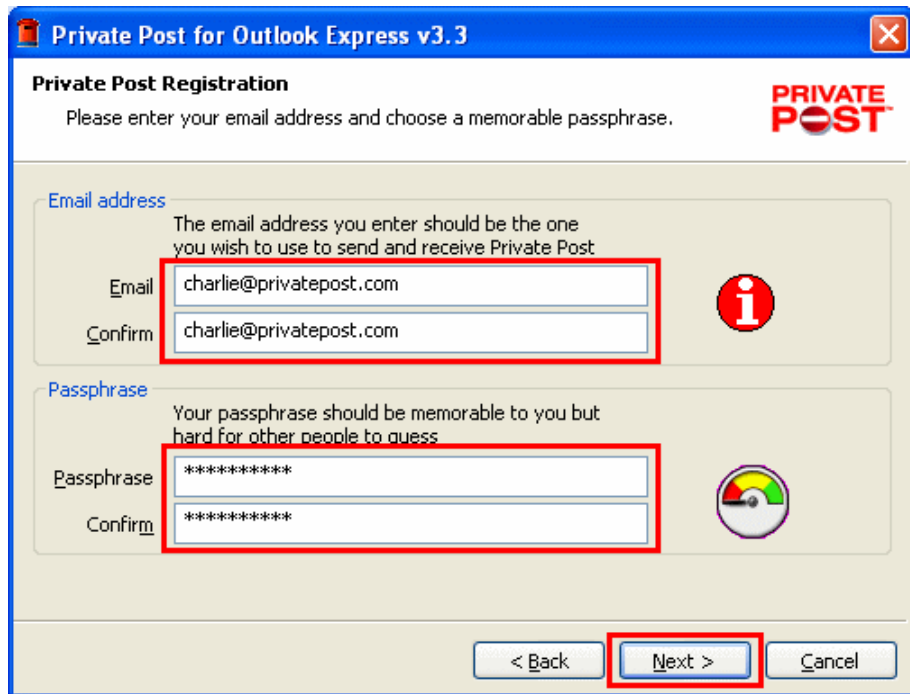 Private Post for Outlook Express v3.3
Private Post Registration
Please enter your email address and choose a memorable passphrase.
PRIVATE
POST™
Email address
The email address you enter should be the one
you wish to use to send and receive Private Post
Email
charlie@privatepost.com
Confirm
charlie@privatepost.com
Passphrase
Your passphrase should be memorable to you but
hard for other people to guess
Passphrase
**********
Confirm
**********
< Back
Next >
Cancel